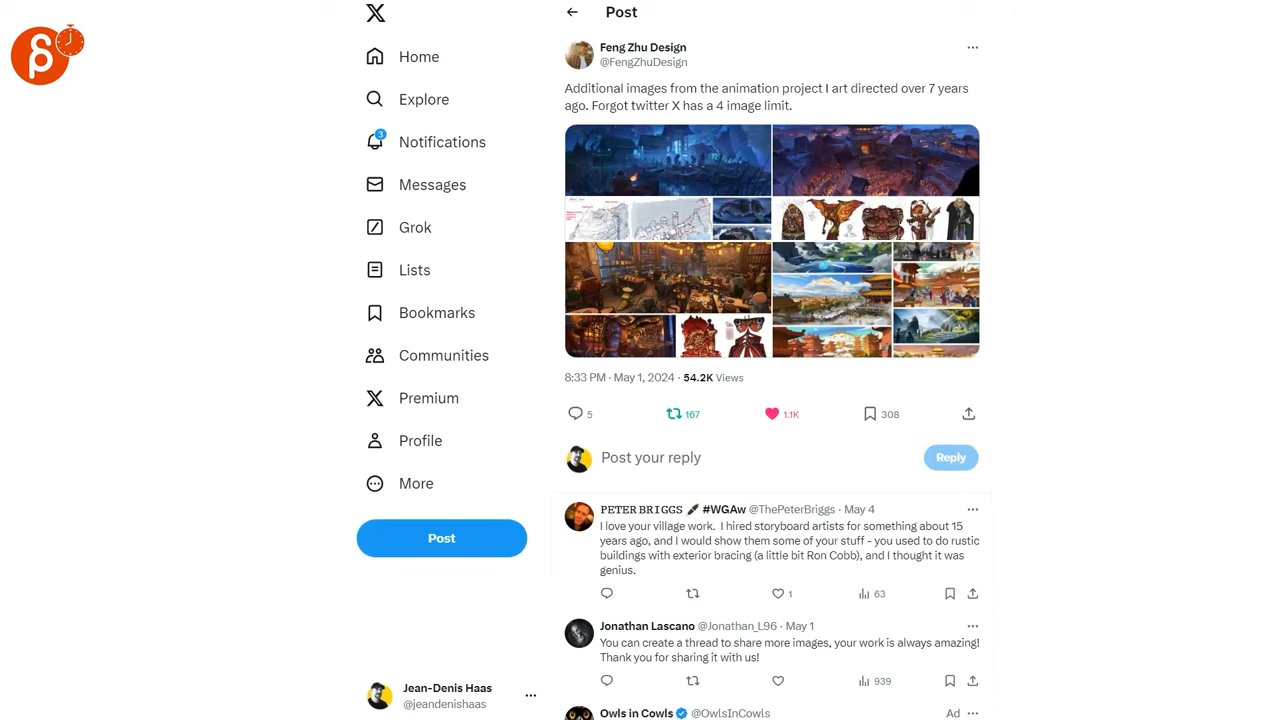 Post
Feng Zhu Design
@FengZhuDesign
Additional images from the animation project I art directed over 7 years
ago. Forgot twitter X has a 4 image limit.
8:33 PM · May 1, 2024 · 54.2K Views
5 167 1.1K 308
Post your reply
Reply
PETER BRIGGS #WGAw @ThePeterBriggs · May 4
I love your village work. I hired storyboard artists for something about 15
years ago, and I would show them some of your stuff - you used to do rustic
buildings with exterior bracing (a little bit Ron Cobb), and I thought it was
genius.
1 63
Jonathan Lascano @Jonathan_L96 · May 1
You can create a thread to share more images, your work is always amazing!
Thank you for sharing it with us!
939
Owls in Cowls @OwlsInCowls Ad
Home
Explore
3
Notifications
Messages
Grok
Lists
Bookmarks
Communities
Premium
Profile
More
Post
Jean-Denis Haas
@jeandenishaas